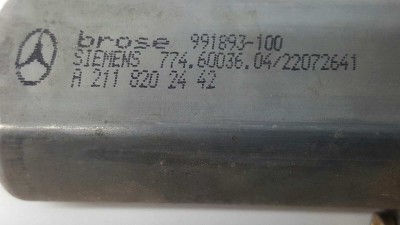 brose 991893-100
SIEMENS 774.60036.04/22072641
A 211 820 24 42